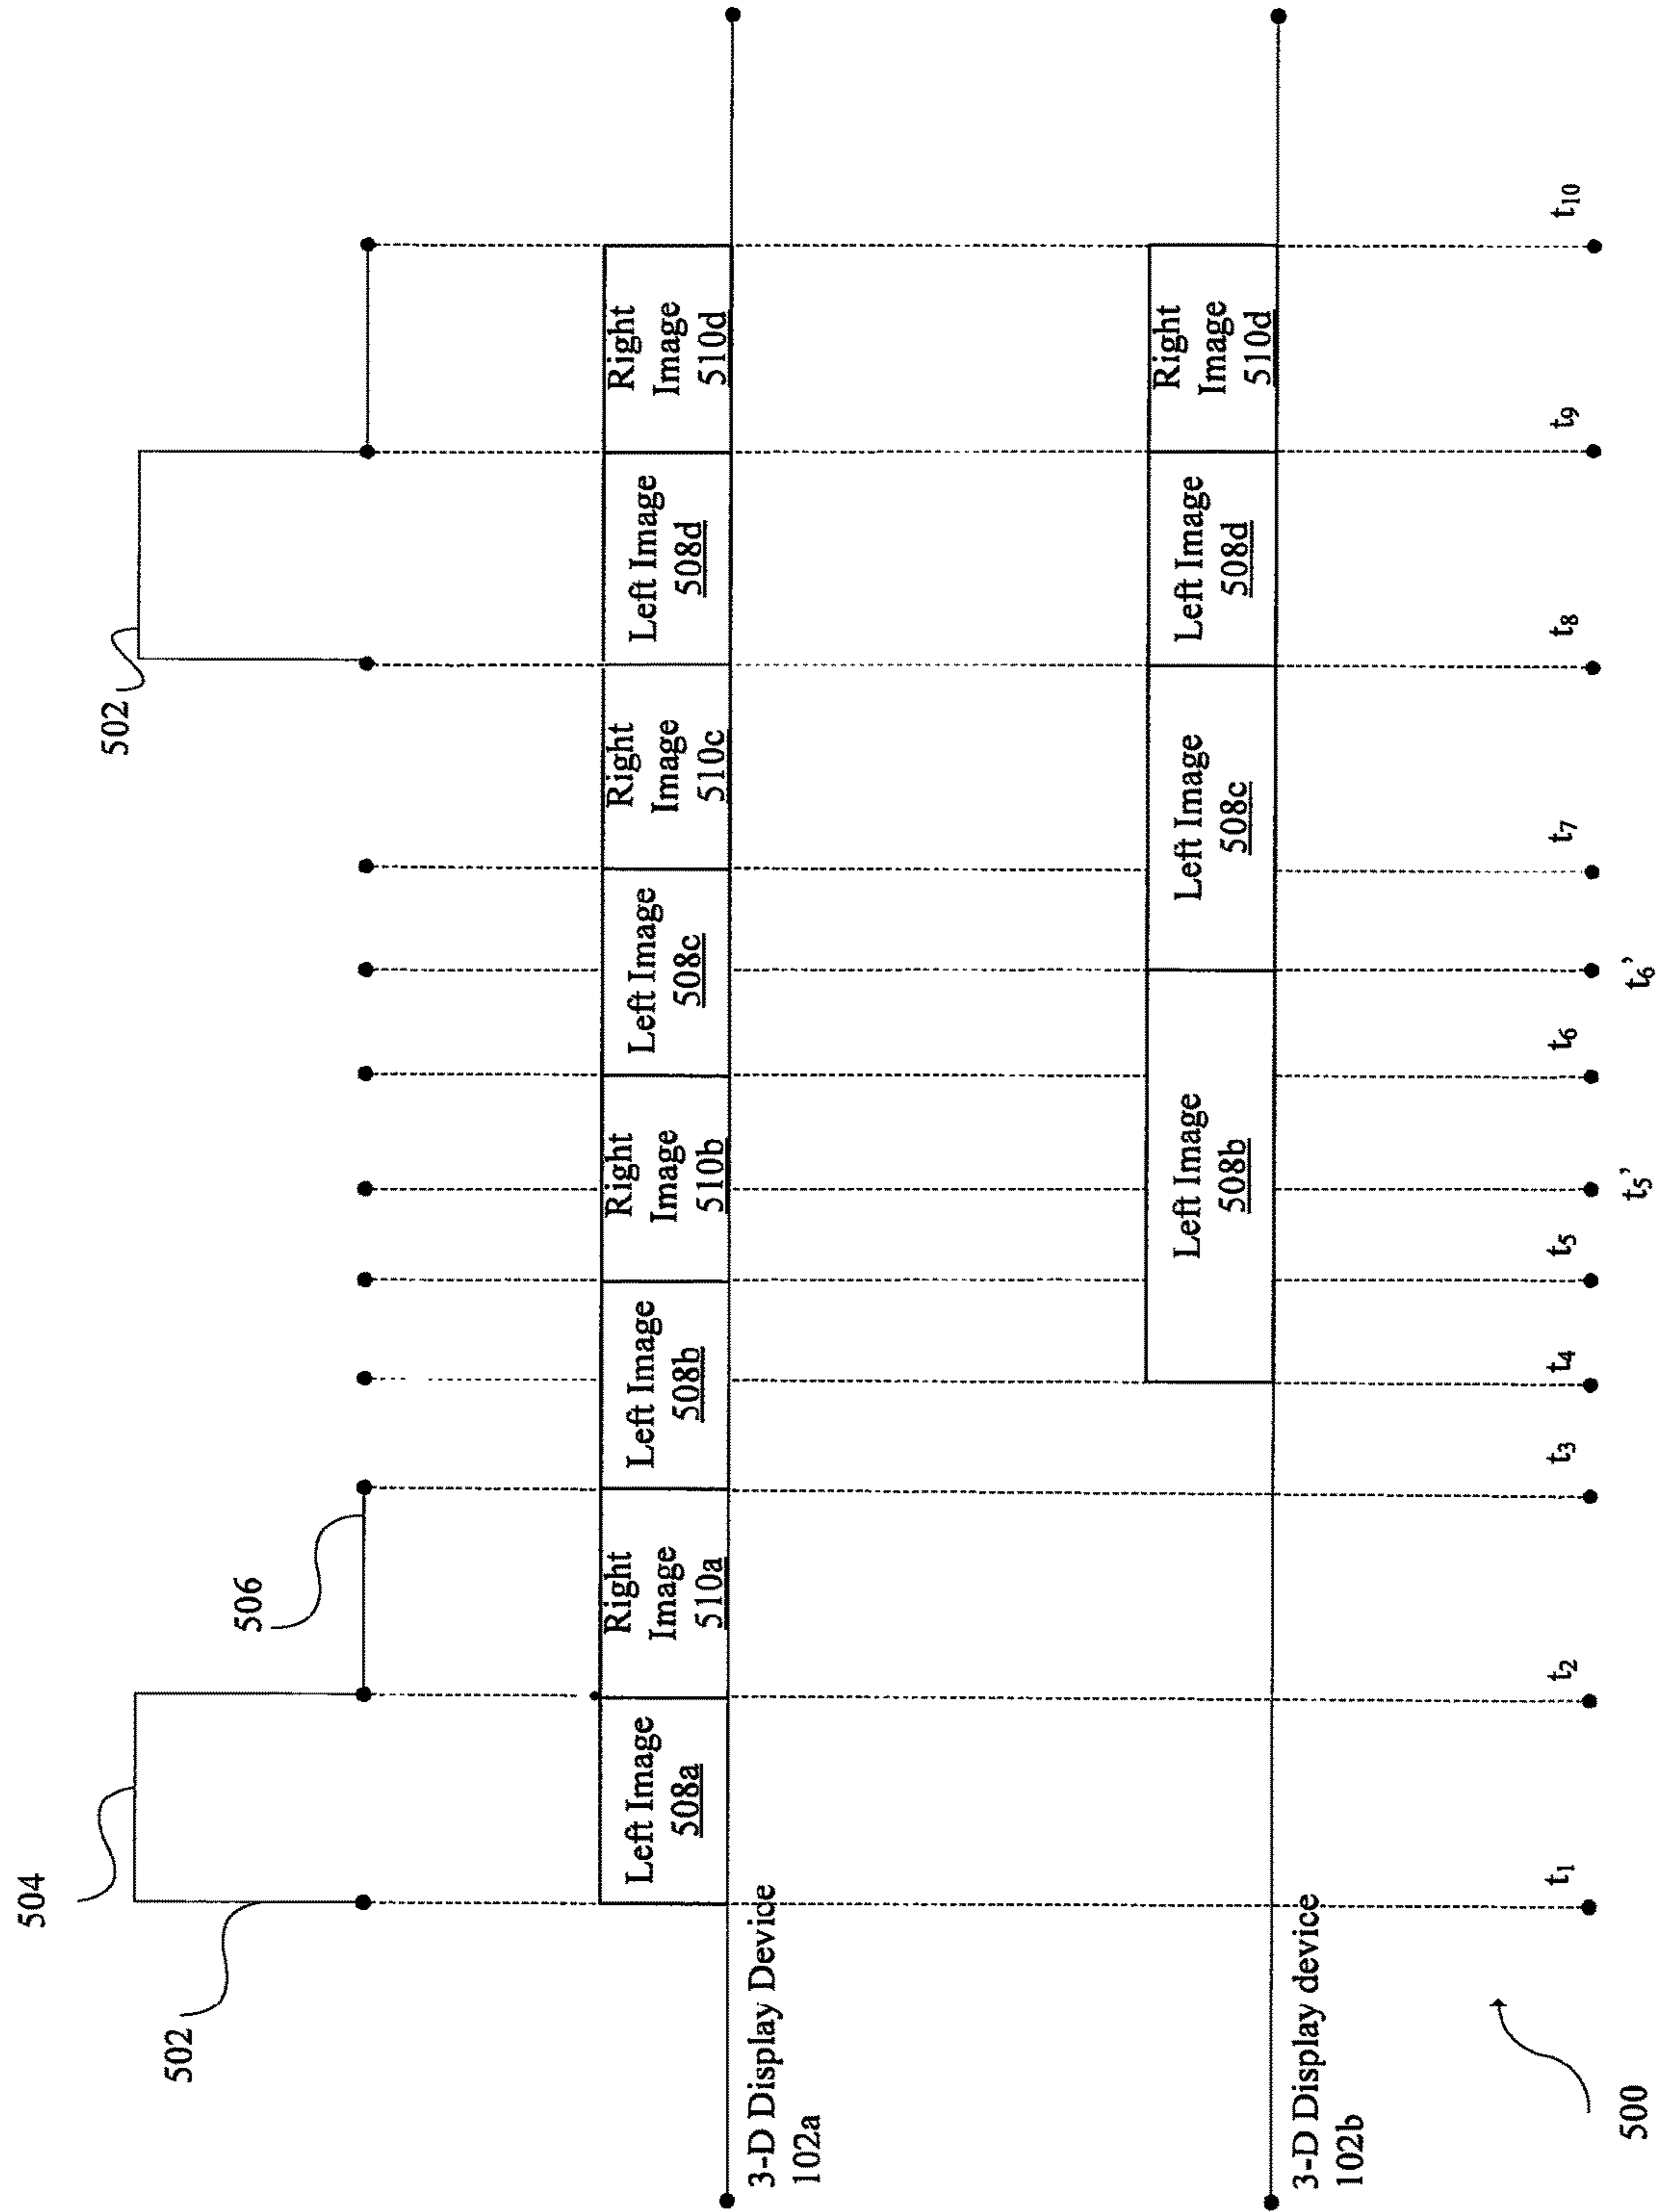 504
502
506
502
Left Image
508a
Right
Image
510a
Left Image
508b
Right
Image
510b
Left Image
508c
Right
Image
510c
Left Image
508d
Right
Image
510d
3-D Display Device
102a
Left Image
508b
Left Image
508c
Left Image
508d
Right
Image
510d
3-D Display device
102b
t1
t2
t3
t4
t5
t6
t7
t8
t9
t10
t5'
t6'
500